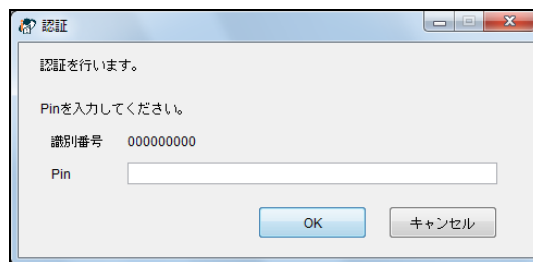 認証
認証を行います。
Pinを入力してください。
識別番号 000000000
Pin
OK キャンセル